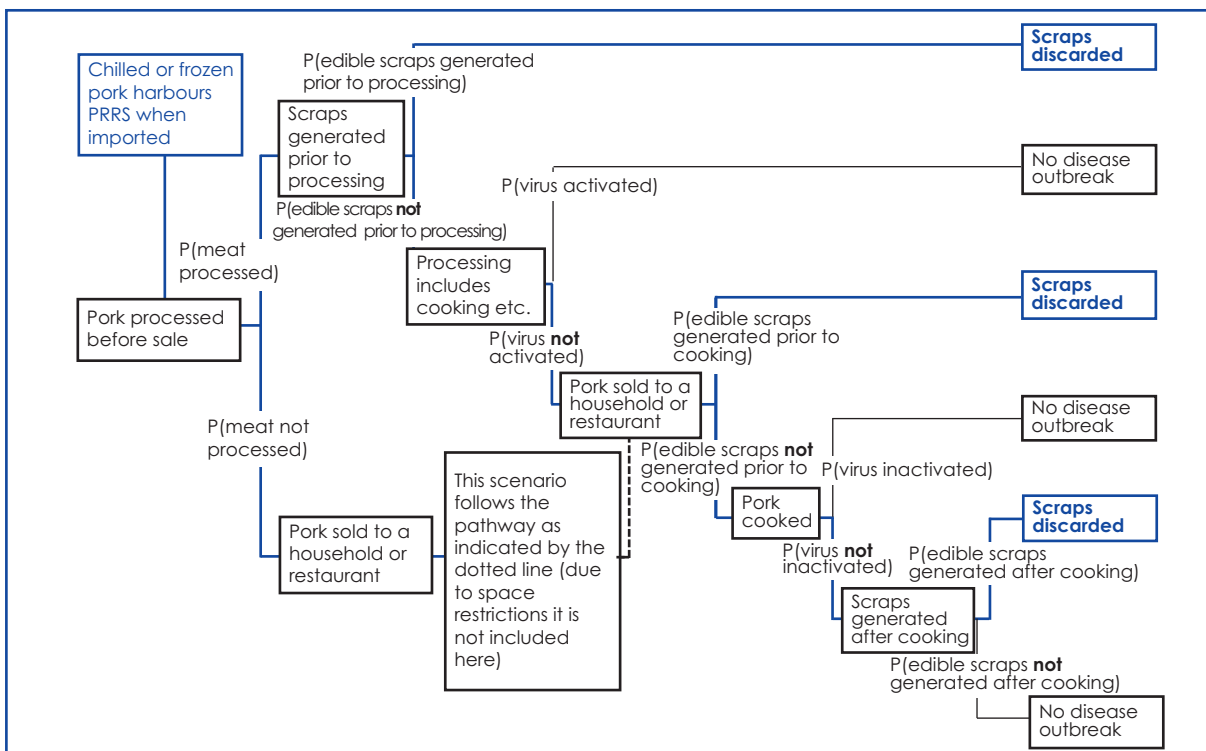 Chilled or frozen
pork harbours
PRRS when
imported
P(edible scraps generated
prior to processing)
Scraps
discarded
Scraps
generated
prior to
processing
P(edible scraps not
generated prior to processing)
P(virus activated)
No disease
outbreak
P(meat
processed)
Pork processed
before sale
Processing
includes
cooking etc.
P(virus not
activated)
P(edible scraps
generated prior to
cooking)
Scraps
discarded
Pork sold to a
household or
restaurant
P(meat not
processed)
P(edible scraps not
generated prior to
cooking)
P(virus inactivated)
No disease
outbreak
Pork sold to a
household or
restaurant
This scenario
follows the
pathway as
indicated by the
dotted line (due
to space
restrictions it is
not included
here)
Pork
cooked
P(virus not
inactivated)
Scraps
discarded
P(edible scraps
generated after cooking)
Scraps
generated
after cooking
P(edible scraps not
generated after cooking)
No disease
outbreak